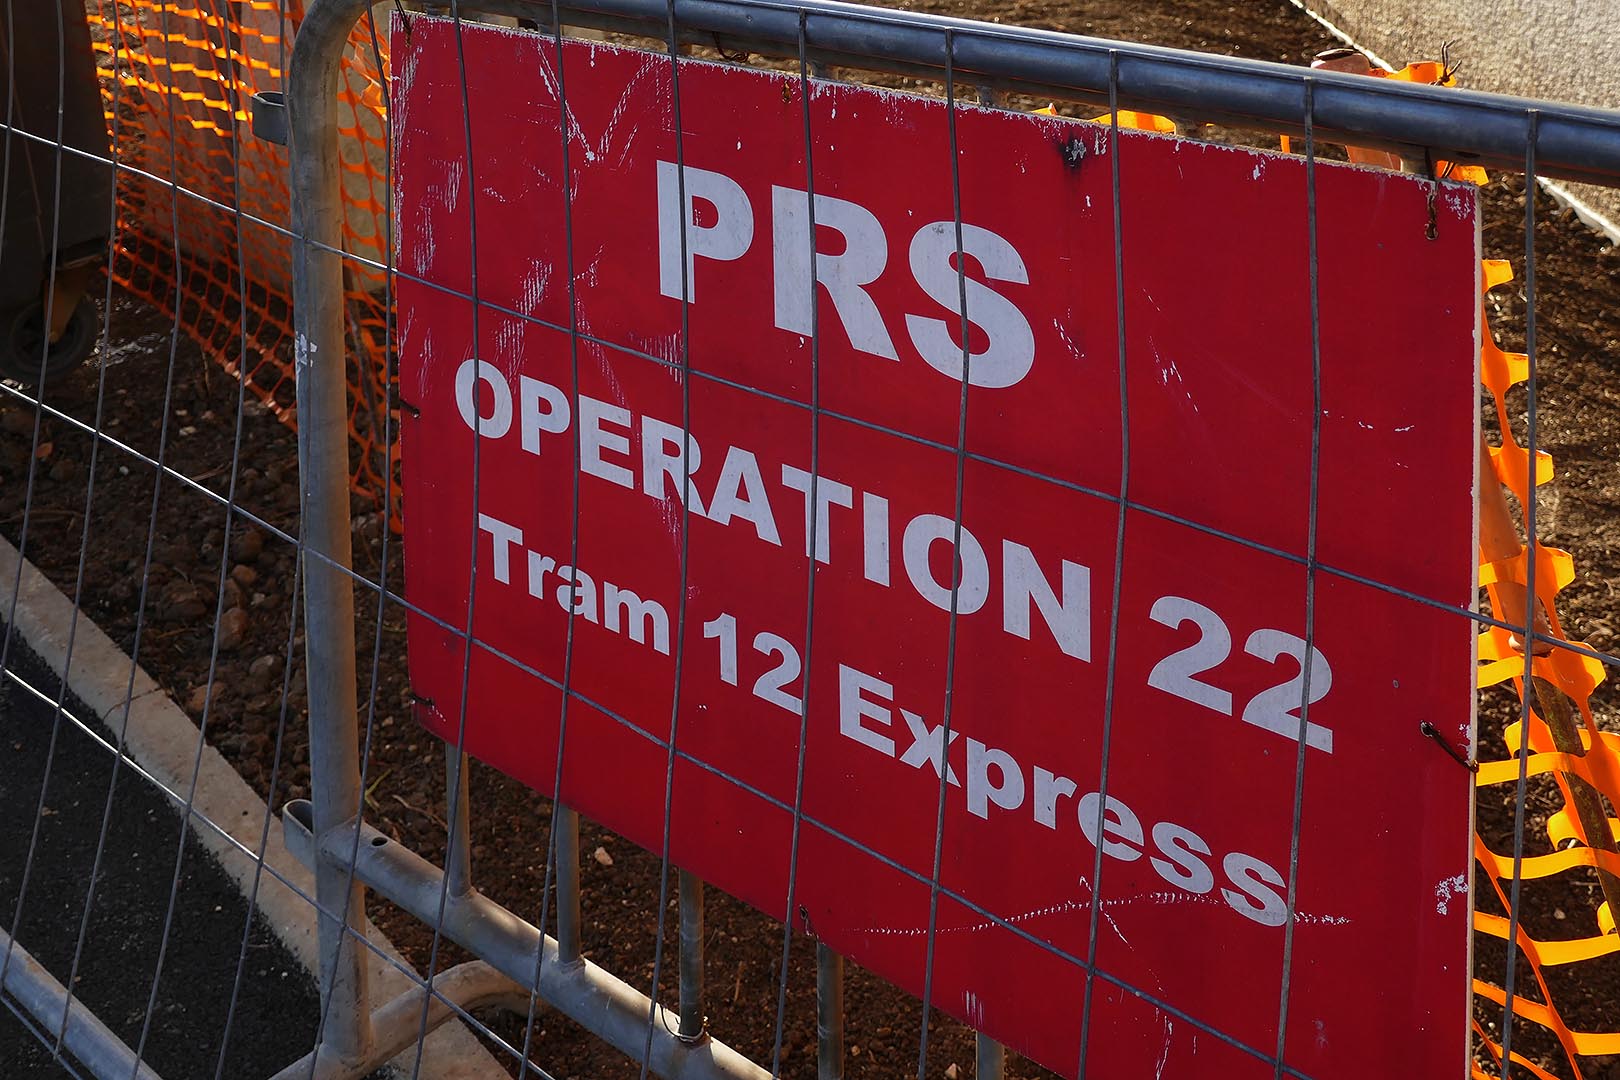 PRS
OPERATION 22
Tram 12 Express